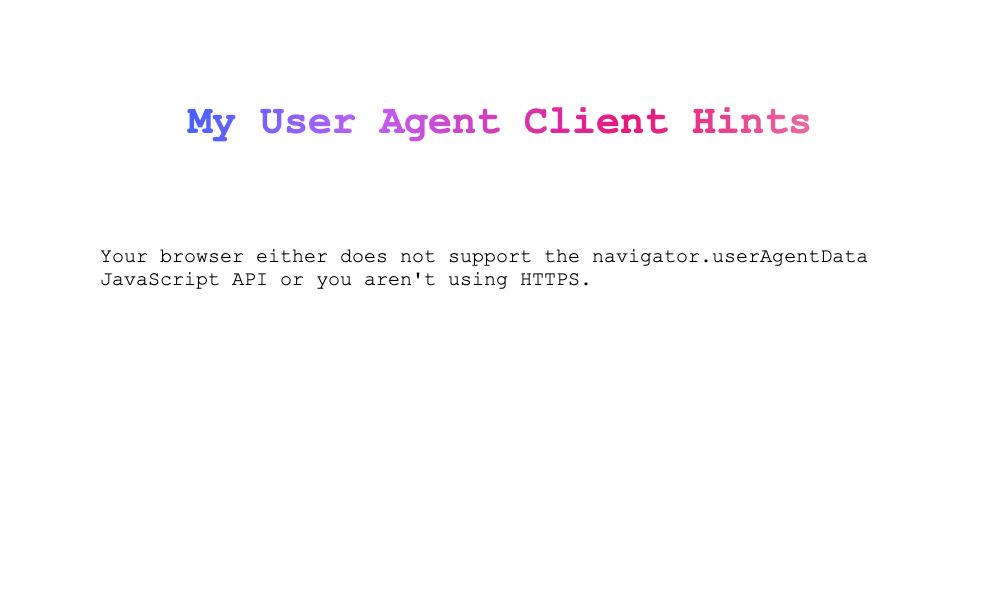 My User Agent Client Hints
Your browser either does not support the navigator.userAgentData
JavaScript API or you aren't using HTTPS.